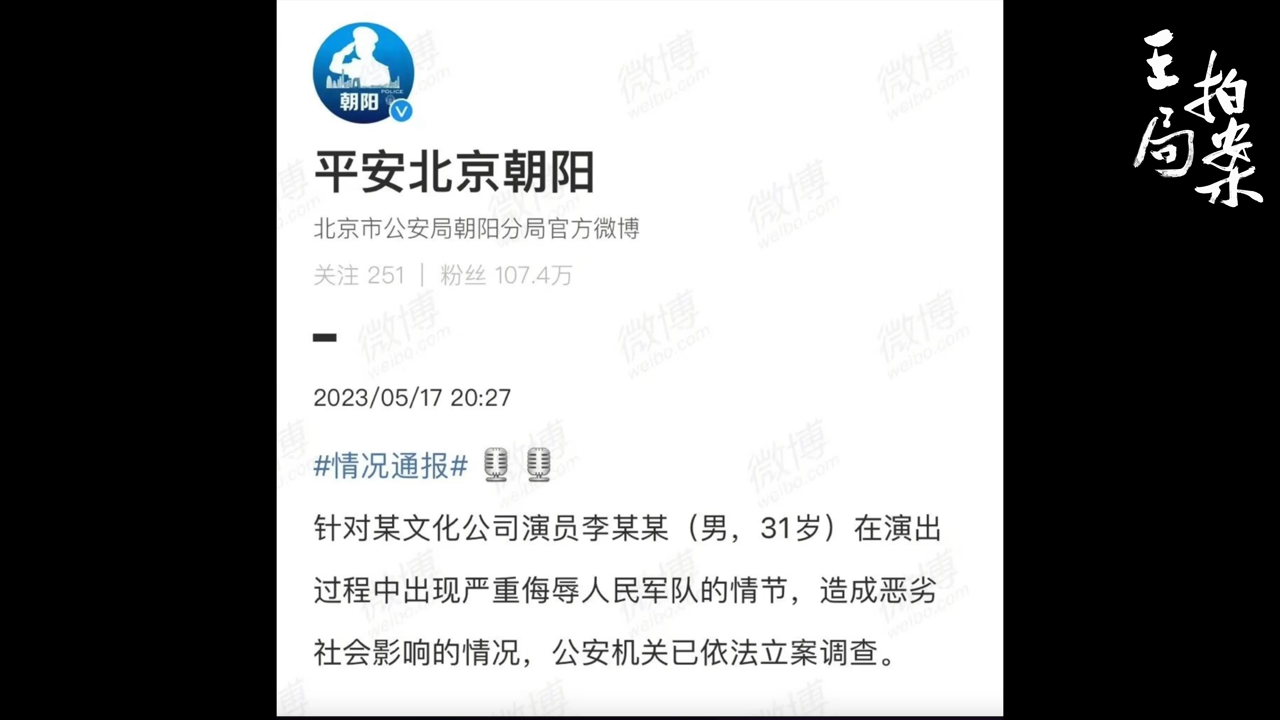 朝阳
POLICE
平安北京朝阳
北京市公安局朝阳分局官方微博
关注 251 | 粉丝 107.4万
2023/05/17 20:27
#情况通报#
针对某文化公司演员李某某（男，31岁）在演出
过程中出现严重侮辱人民军队的情节，造成恶劣
社会影响的情况，公安机关已依法立案调查。
王局
拍案
微博
weibo.com